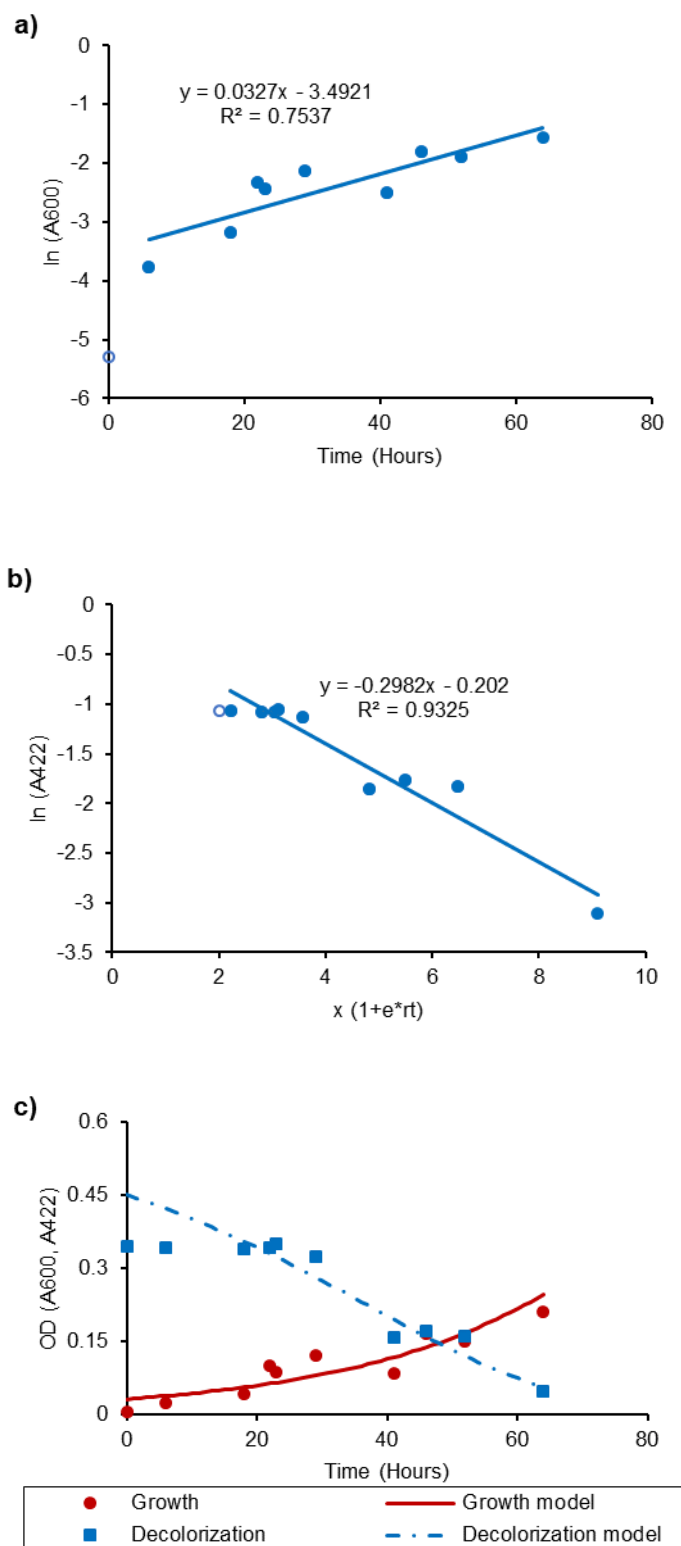 a)
0
-1
-2
-3
-4
-5
-6
ln (A600)
y = 0.0327x - 3.4921
R² = 0.7537
0 20 40 60 80
Time (Hours)
b)
0
-0.5
-1
-1.5
-2
-2.5
-3
-3.5
ln (A422)
y = -0.2982x - 0.202
R² = 0.9325
0 2 4 6 8 10
x (1+e*rt)
c)
0.6
0.45
0.3
0.15
0
OD (A600, A422)
0 20 40 60 80
Time (Hours)
Growth Growth model
Decolorization Decolorization model